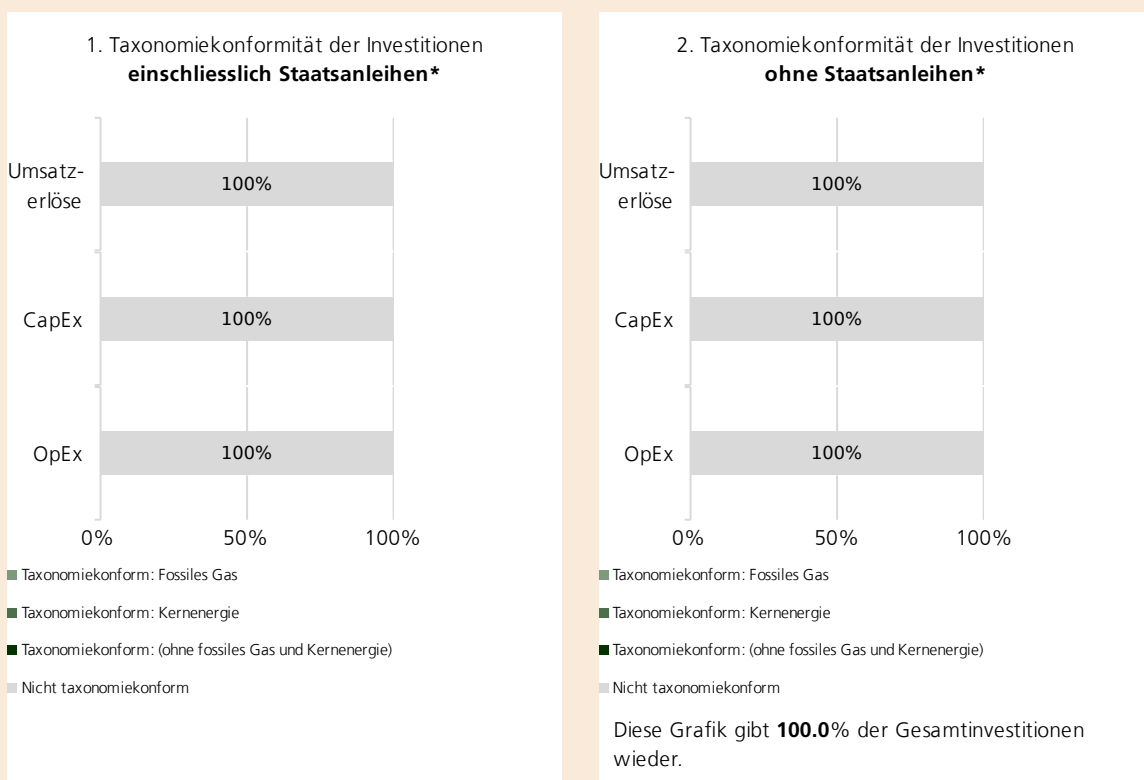 1. Taxonomiekonformität der Investitionen
einschliesslich Staatsanleihen*
Umsatz-
erlöse
100%
CapEx
100%
OpEx
100%
0% 50% 100%
Taxonomiekonform: Fossiles Gas
Taxonomiekonform: Kernenergie
Taxonomiekonform: (ohne fossiles Gas und Kernenergie)
Nicht taxonomiekonform
2. Taxonomiekonformität der Investitionen
ohne Staatsanleihen*
Umsatz-
erlöse
100%
CapEx
100%
OpEx
100%
0% 50% 100%
Taxonomiekonform: Fossiles Gas
Taxonomiekonform: Kernenergie
Taxonomiekonform: (ohne fossiles Gas und Kernenergie)
Nicht taxonomiekonform
Diese Grafik gibt 100.0% der Gesamtinvestitionen
wieder.